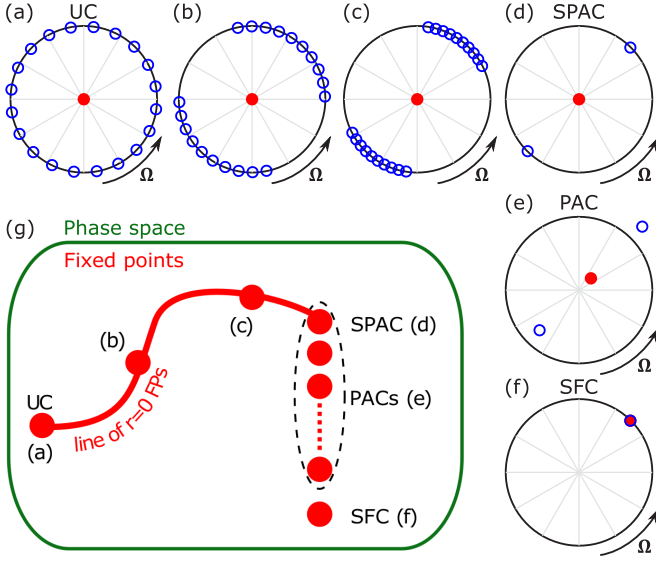 (a) UC
(b)
(c)
(d) SPAC
Ω
Ω
Ω
Ω
(e) PAC
Ω
(f) SFC
Ω
(g) Phase space
Fixed points
(c)
SPAC (d)
(b)
PACs (e)
UC
(a)
line of r=0 FPs
SFC (f)